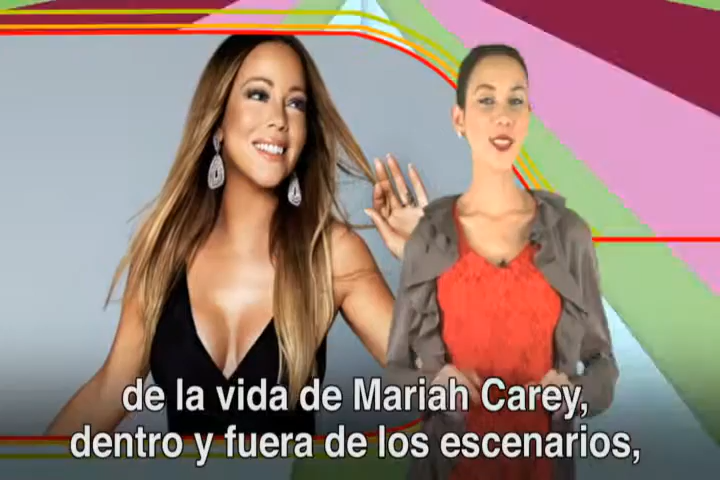 de la vida de Mariah Carey,
dentro y fuera de los escenarios,